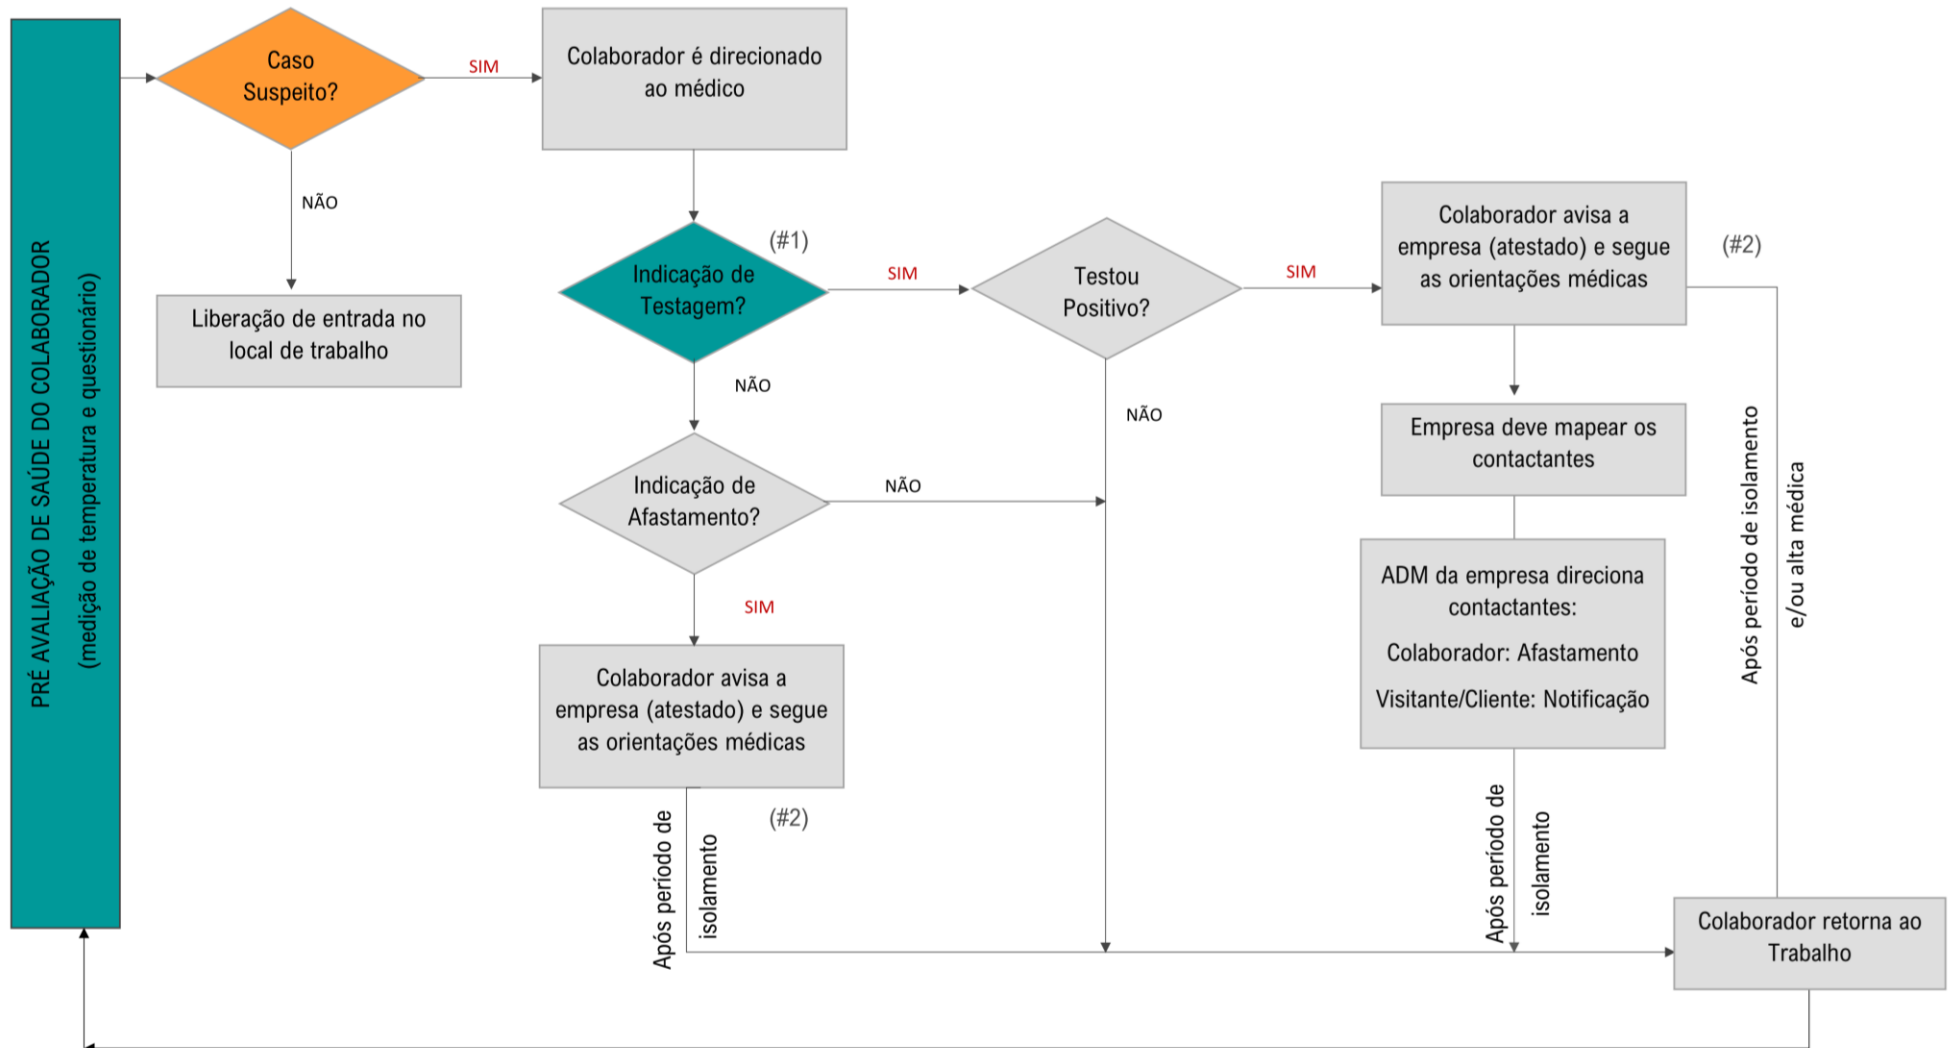 PRÉ AVALIAÇÃO DE SAÚDE DO COLABORADOR
(medição de temperatura e questionário)
Caso
Suspeito?
SIM
NÃO
Liberação de entrada no
local de trabalho
Colaborador é direcionado
ao médico
(#1)
Indicação de
Testagem?
SIM
NÃO
Testou
Positivo?
SIM
NÃO
Colaborador avisa a
empresa (atestado) e segue
as orientações médicas
(#2)
Empresa deve mapear os
contactantes
ADM da empresa direciona
contactantes:
Colaborador: Afastamento
Visitante/Cliente: Notificação
Após período de isolamento
e/ou alta médica
Indicação de
Afastamento?
NÃO
SIM
Colaborador avisa a
empresa (atestado) e segue
as orientações médicas
(#2)
Após período de
isolamento
Após período de
isolamento
Colaborador retorna ao
Trabalho